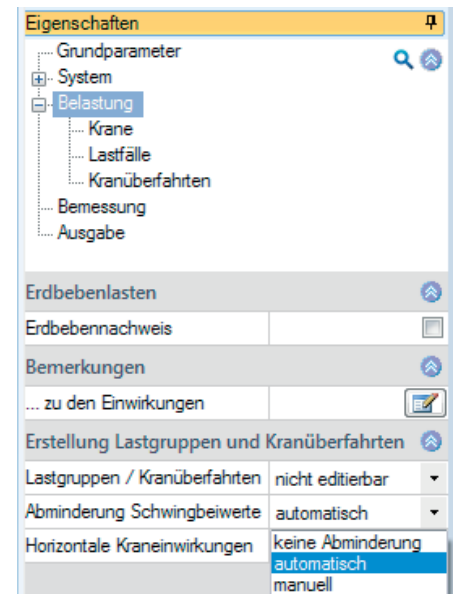 Eigenschaften
Grundparameter
System
Belastung
Krane
Lastfälle
Kranüberfahrten
Bemessung
Ausgabe
Erdbebenlasten
Erdbebennachweis
Bemerkungen
... zu den Einwirkungen
Erstellung Lastgruppen und Kranüberfahrten
Lastgruppen / Kranüberfahrten nicht editierbar
Abminderung Schwingbeiwerte automatisch
Horizontale Kraneinwirkungen keine Abminderung
automatisch
manuell